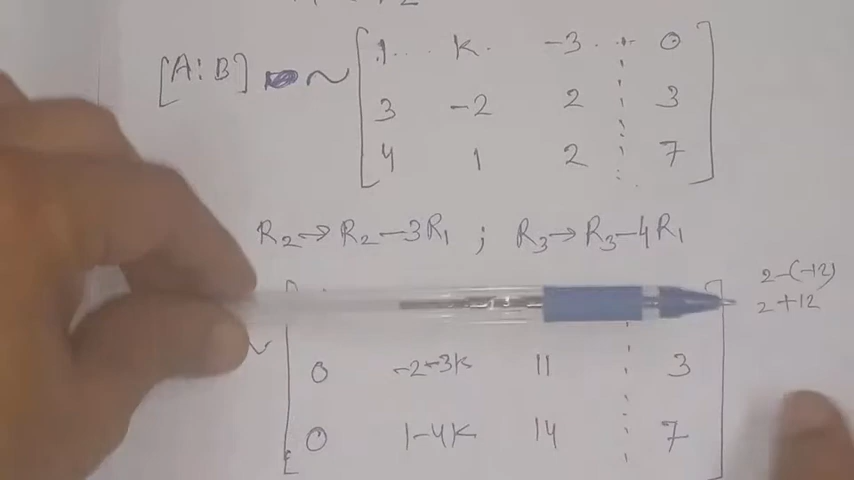 [A:B] ~ [ 1 k -3 : 0 ]
3 -2 2 : 3
4 1 2 : 7
R₂→R₂-3R₁ ; R₃→R₃-4R₁
2-(-12)
2+12
~ 0 -2-3k 11 : 3
0 1-4k 14 : 7